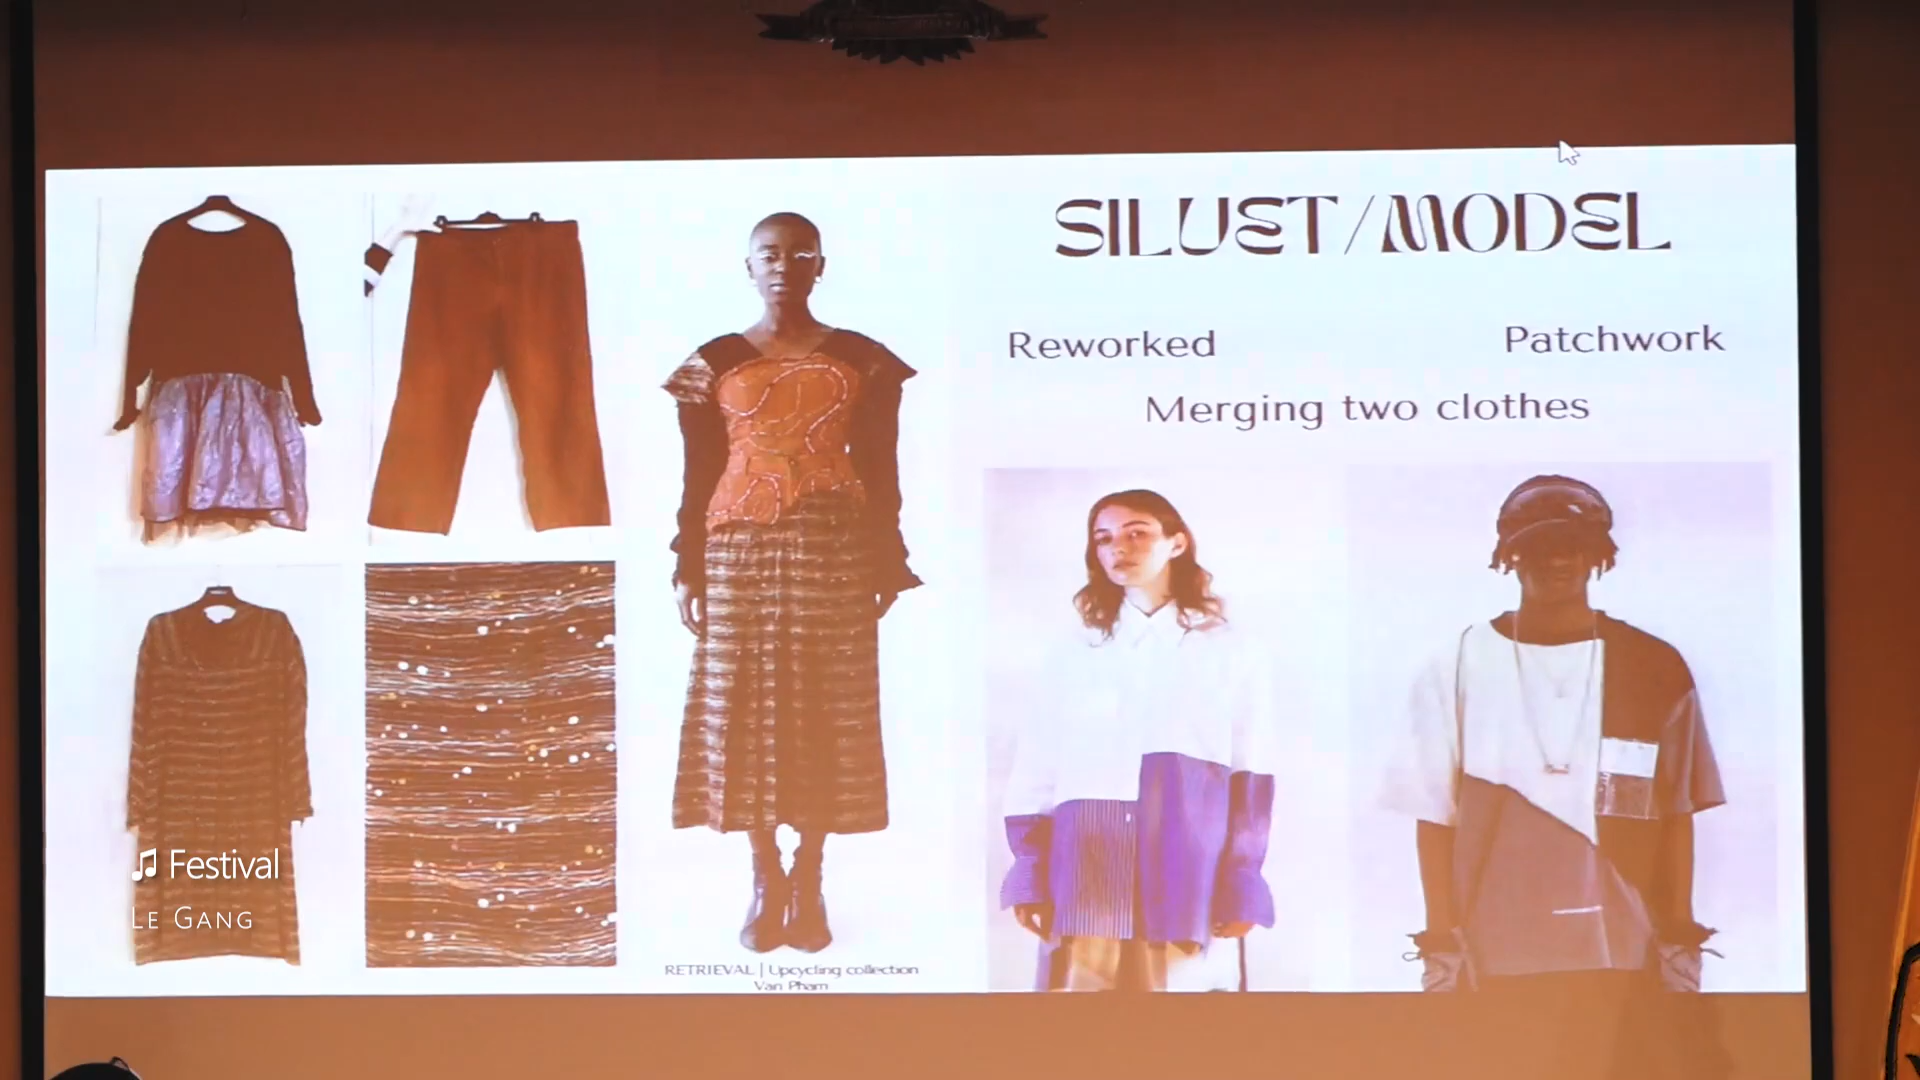 SILUET/MODEL
Reworked
Patchwork
Merging two clothes
RETRIEVAL | Upcycling collection
Van Pham
Festival
LE GANG